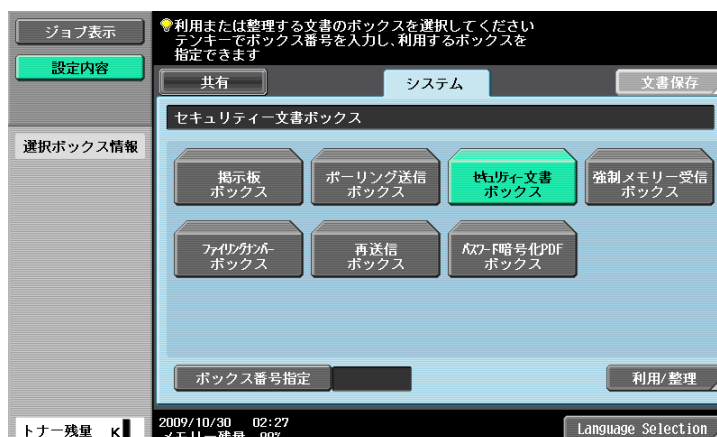 ジョブ表示
設定内容
選択ボックス情報
トナー残量 K
利用または整理する文書のボックスを選択してください
テンキーでボックス番号を入力し、利用するボックスを
指定できます
共有
システム
文書保存
セキュリティー文書ボックス
掲示板
ボックス
ポーリング送信
ボックス
セキュリティー文書
ボックス
強制メモリー受信
ボックス
ファイリングナンバー
ボックス
再送信
ボックス
パスワード暗号化PDF
ボックス
ボックス番号指定
利用/整理
2009/10/30 02:27
メモリー残量 99%
Language Selection